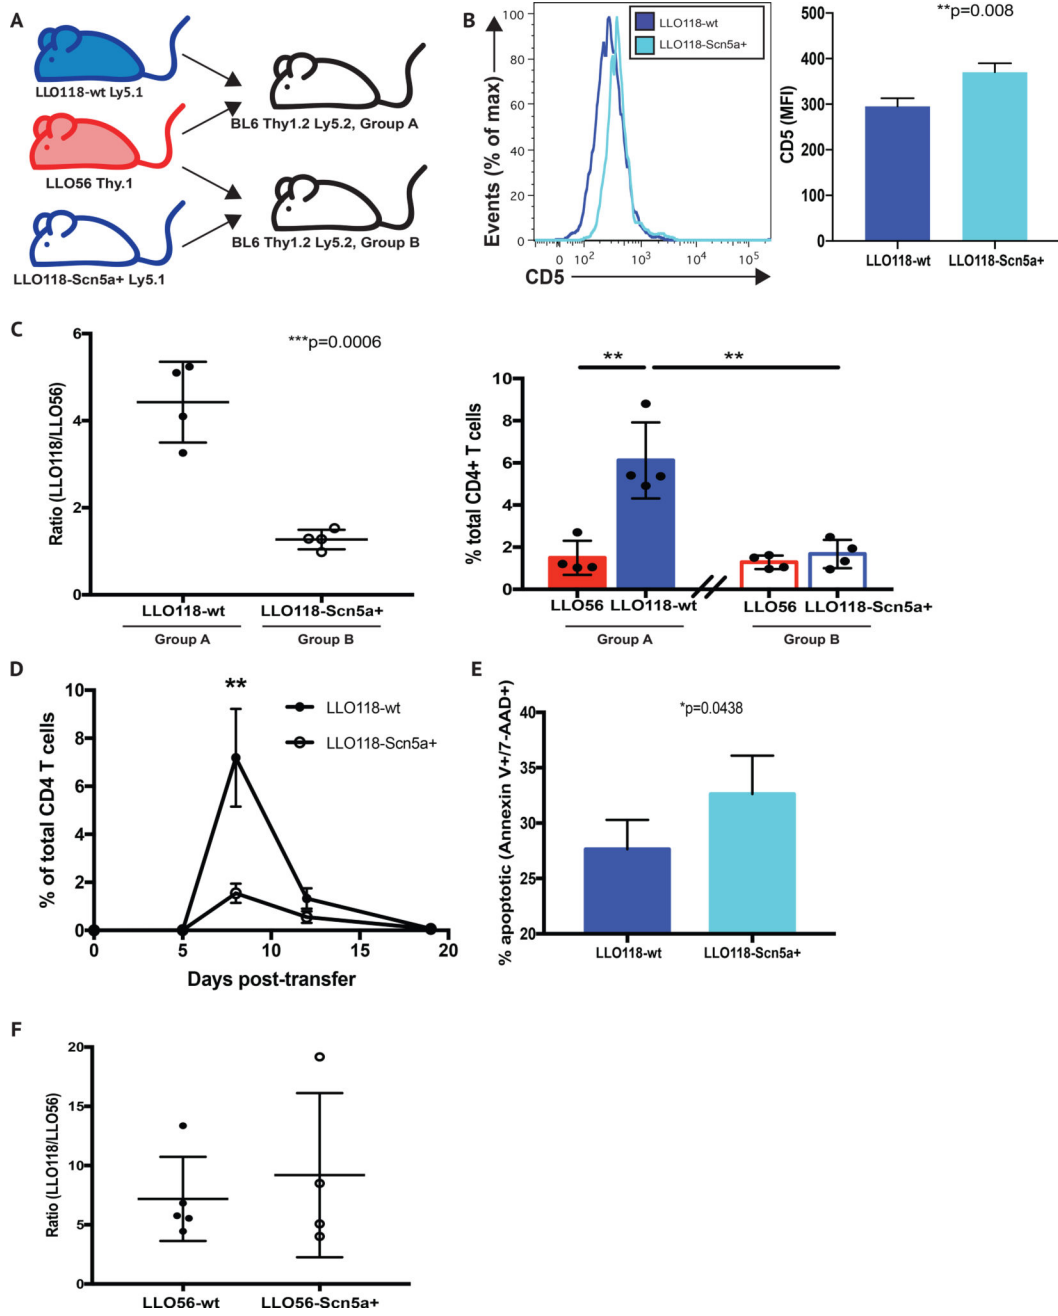 A
LLO118-wt Ly5.1
BL6 Thy1.2 Ly5.2, Group A
LLO56 Thy.1
BL6 Thy1.2 Ly5.2, Group B
LLO118-Scn5a+ Ly5.1
B
Events (% of max)
100
80
60
40
20
0
0 10² 10³ 10⁴ 10⁵
CD5
LLO118-wt
LLO118-Scn5a+
**p=0.008
CD5 (MFI)
500
400
300
200
100
0
LLO118-wt LLO118-Scn5a+
C
Ratio (LLO118/LLO56)
6
4
2
0
***p=0.0006
LLO118-wt LLO118-Scn5a+
Group A Group B
% total CD4+ T cells
10
8
6
4
2
0
** **
LLO56 LLO118-wt LLO56 LLO118-Scn5a+
Group A Group B
D
% of total CD4 T cells
10
8
6
4
2
0
**
LLO118-wt
LLO118-Scn5a+
0 5 10 15 20
Days post-transfer
E
% apoptotic (Annexin V+/7-AAD+)
40
35
30
25
20
*p=0.0438
LLO118-wt LLO118-Scn5a+
F
Ratio (LLO118/LLO56)
20
15
10
5
0
LLO56-wt LLO56-Scn5a+